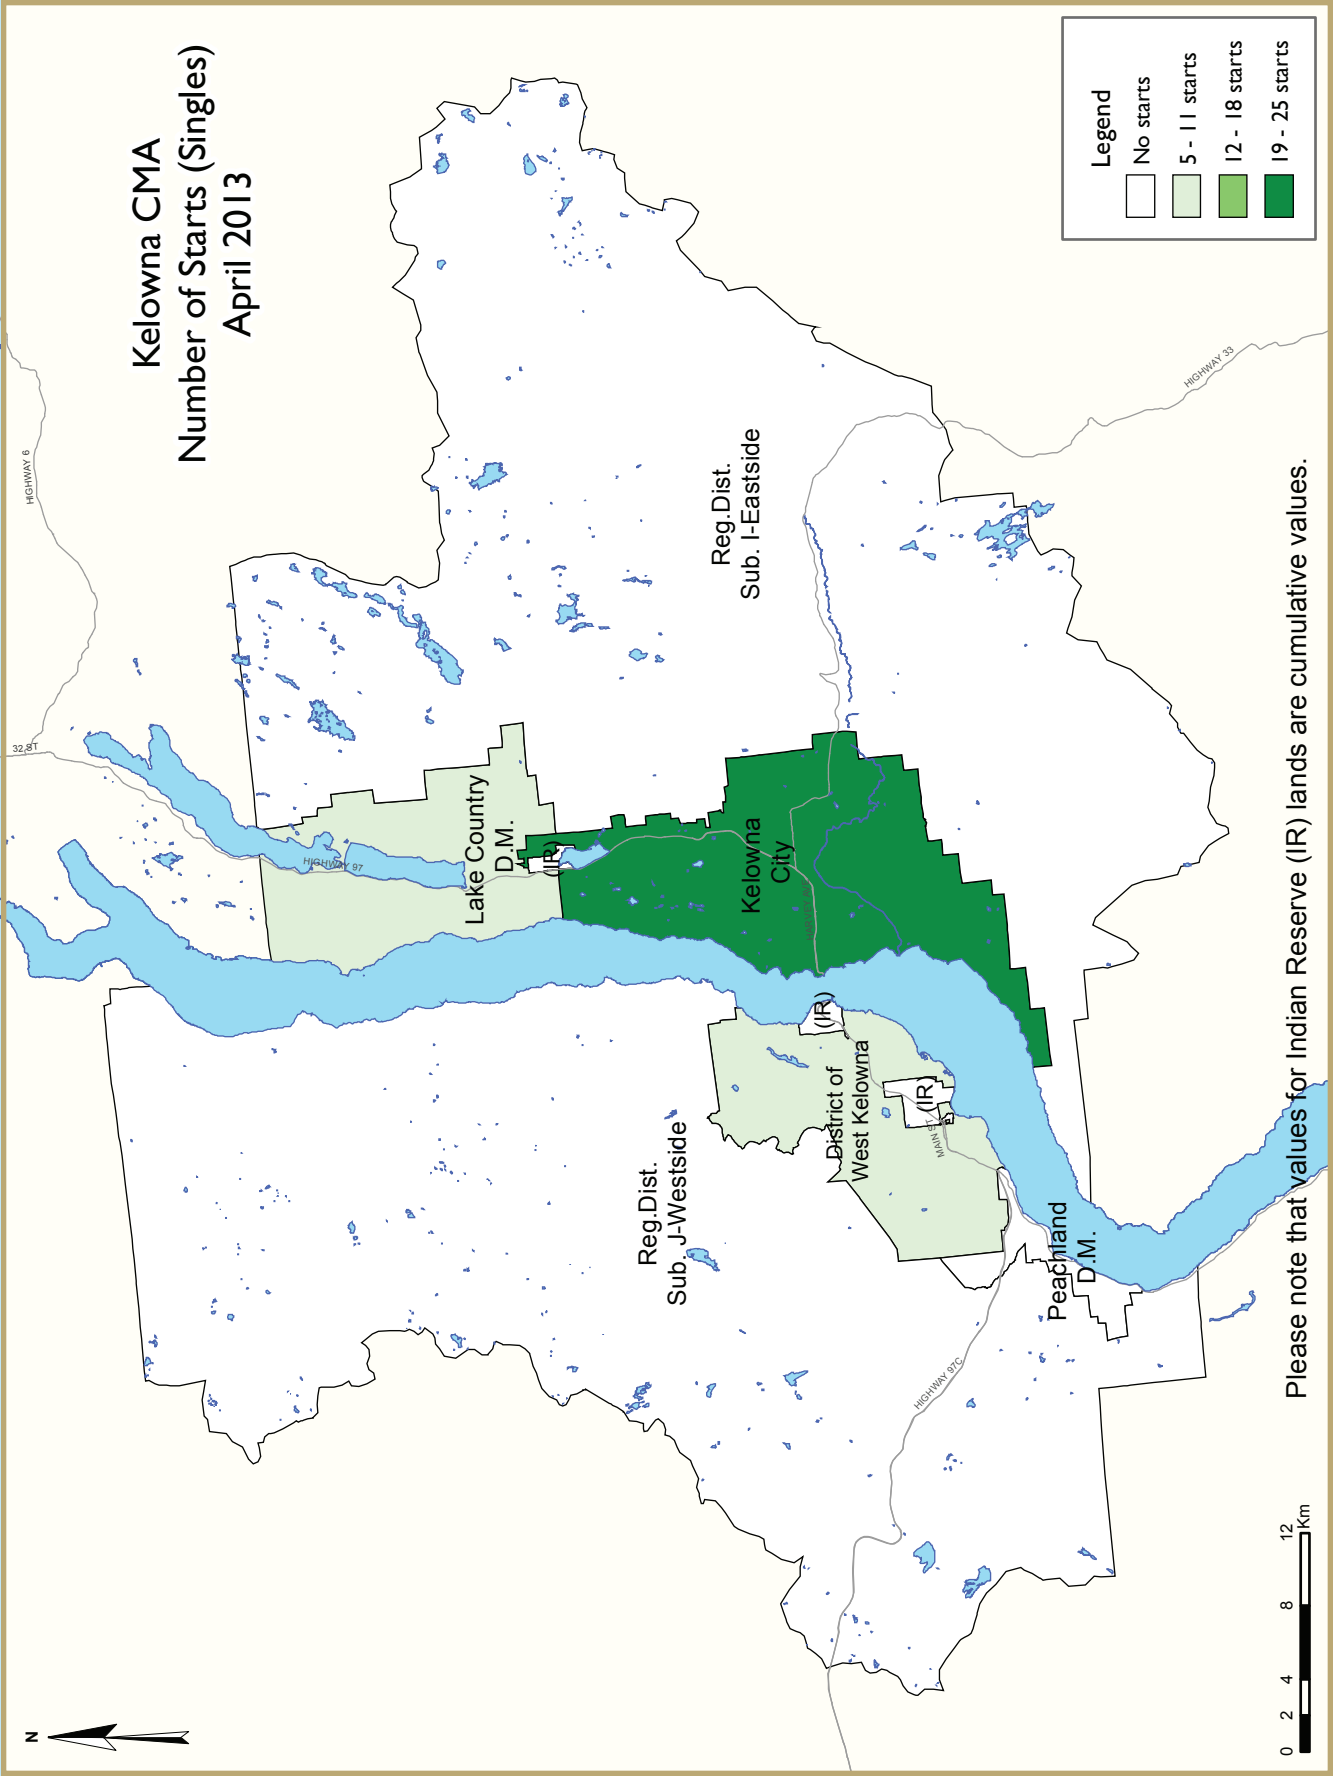 Kelowna CMA
Number of Starts (Singles)
April 2013
Legend
No starts
5 - 11 starts
12 - 18 starts
19 - 25 starts
HIGHWAY 6
32 ST
HIGHWAY 97
HIGHWAY 33
Lake Country
D.M.
(IR)
Kelowna
City
HARVEY AVE
Reg.Dist.
Sub. I-Eastside
Reg.Dist.
Sub. J-Westside
(IR)
District of
West Kelowna
(IR)
MAIN ST
Peachland
D.M.
HIGHWAY 97C
N
0 2 4 8 12
Km
Please note that values for Indian Reserve (IR) lands are cumulative values.